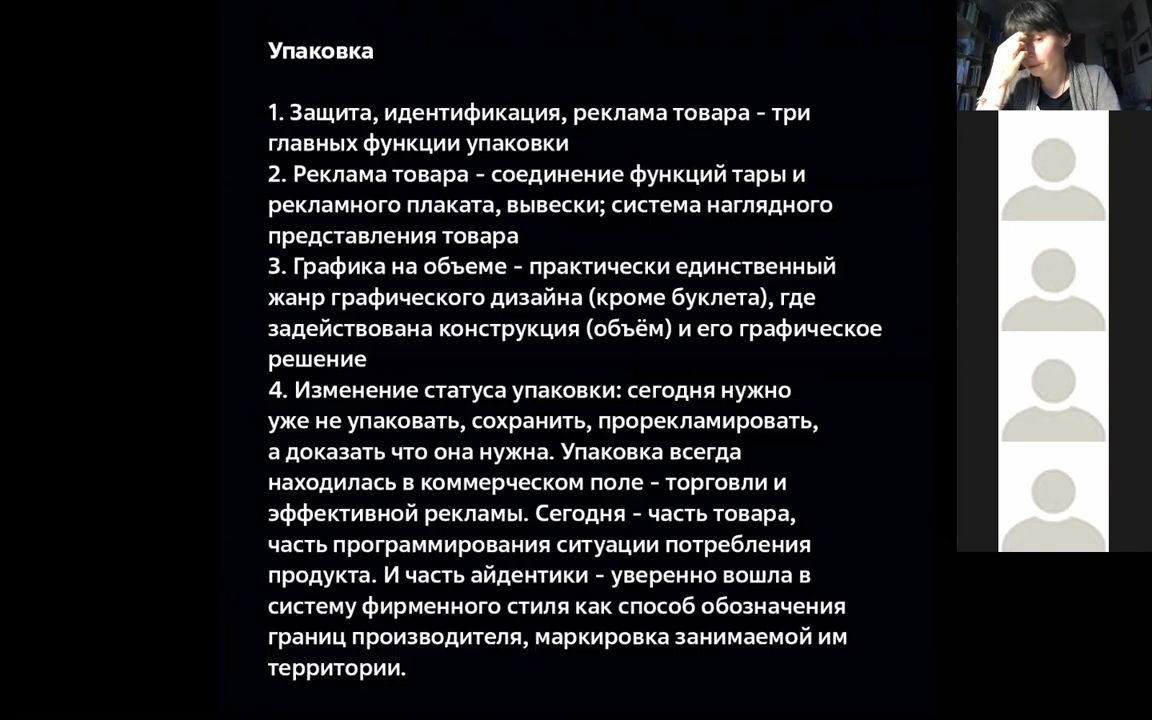 Упаковка
1. Защита, идентификация, реклама товара - три
главных функции упаковки
2. Реклама товара - соединение функций тары и
рекламного плаката, вывески; система наглядного
представления товара
3. Графика на объеме - практически единственный
жанр графического дизайна (кроме буклета), где
задействована конструкция (объём) и его графическое
решение
4. Изменение статуса упаковки: сегодня нужно
уже не упаковать, сохранить, прорекламировать,
а доказать что она нужна. Упаковка всегда
находилась в коммерческом поле - торговли и
эффективной рекламы. Сегодня - часть товара,
часть программирования ситуации потребления
продукта. И часть айдентики - уверенно вошла в
систему фирменного стиля как способ обозначения
границ производителя, маркировка занимаемой им
территории.